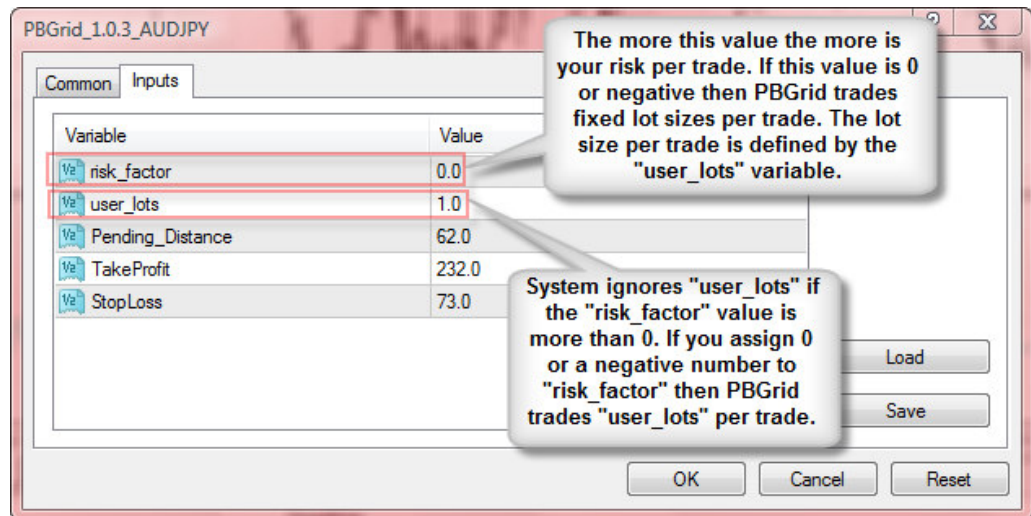 PBGrid_1.0.3_AUDJPY
The more this value the more is
your risk per trade. If this value is 0
or negative then PBGrid trades
fixed lot sizes per trade. The lot
size per trade is defined by the
"user_lots" variable.
Common Inputs
Variable Value
risk_factor 0.0
user_lots 1.0
Pending_Distance 62.0
TakeProfit 232.0
StopLoss 73.0
System ignores "user_lots" if
the "risk_factor" value is
more than 0. If you assign 0
or a negative number to
"risk_factor" then PBGrid
trades "user_lots" per trade.
Load
Save
OK Cancel Reset